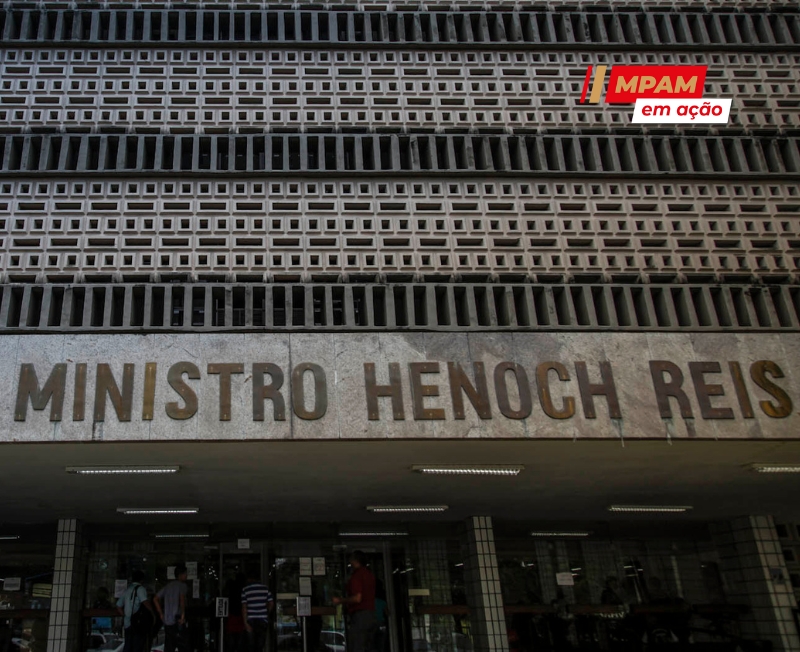 MPAM
em ação
MINISTRO HENOCH REIS